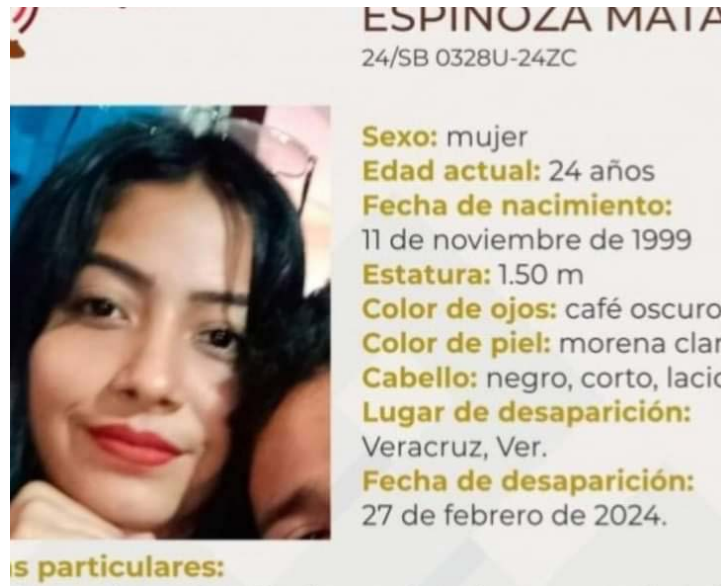 ESPINOZA MATA
24/SB 0328U-24ZC
Sexo: mujer
Edad actual: 24 años
Fecha de nacimiento:
11 de noviembre de 1999
Estatura: 1.50 m
Color de ojos: café oscuro
Color de piel: morena clar
Cabello: negro, corto, lacio
Lugar de desaparición:
Veracruz, Ver.
Fecha de desaparición:
27 de febrero de 2024.
s particulares: